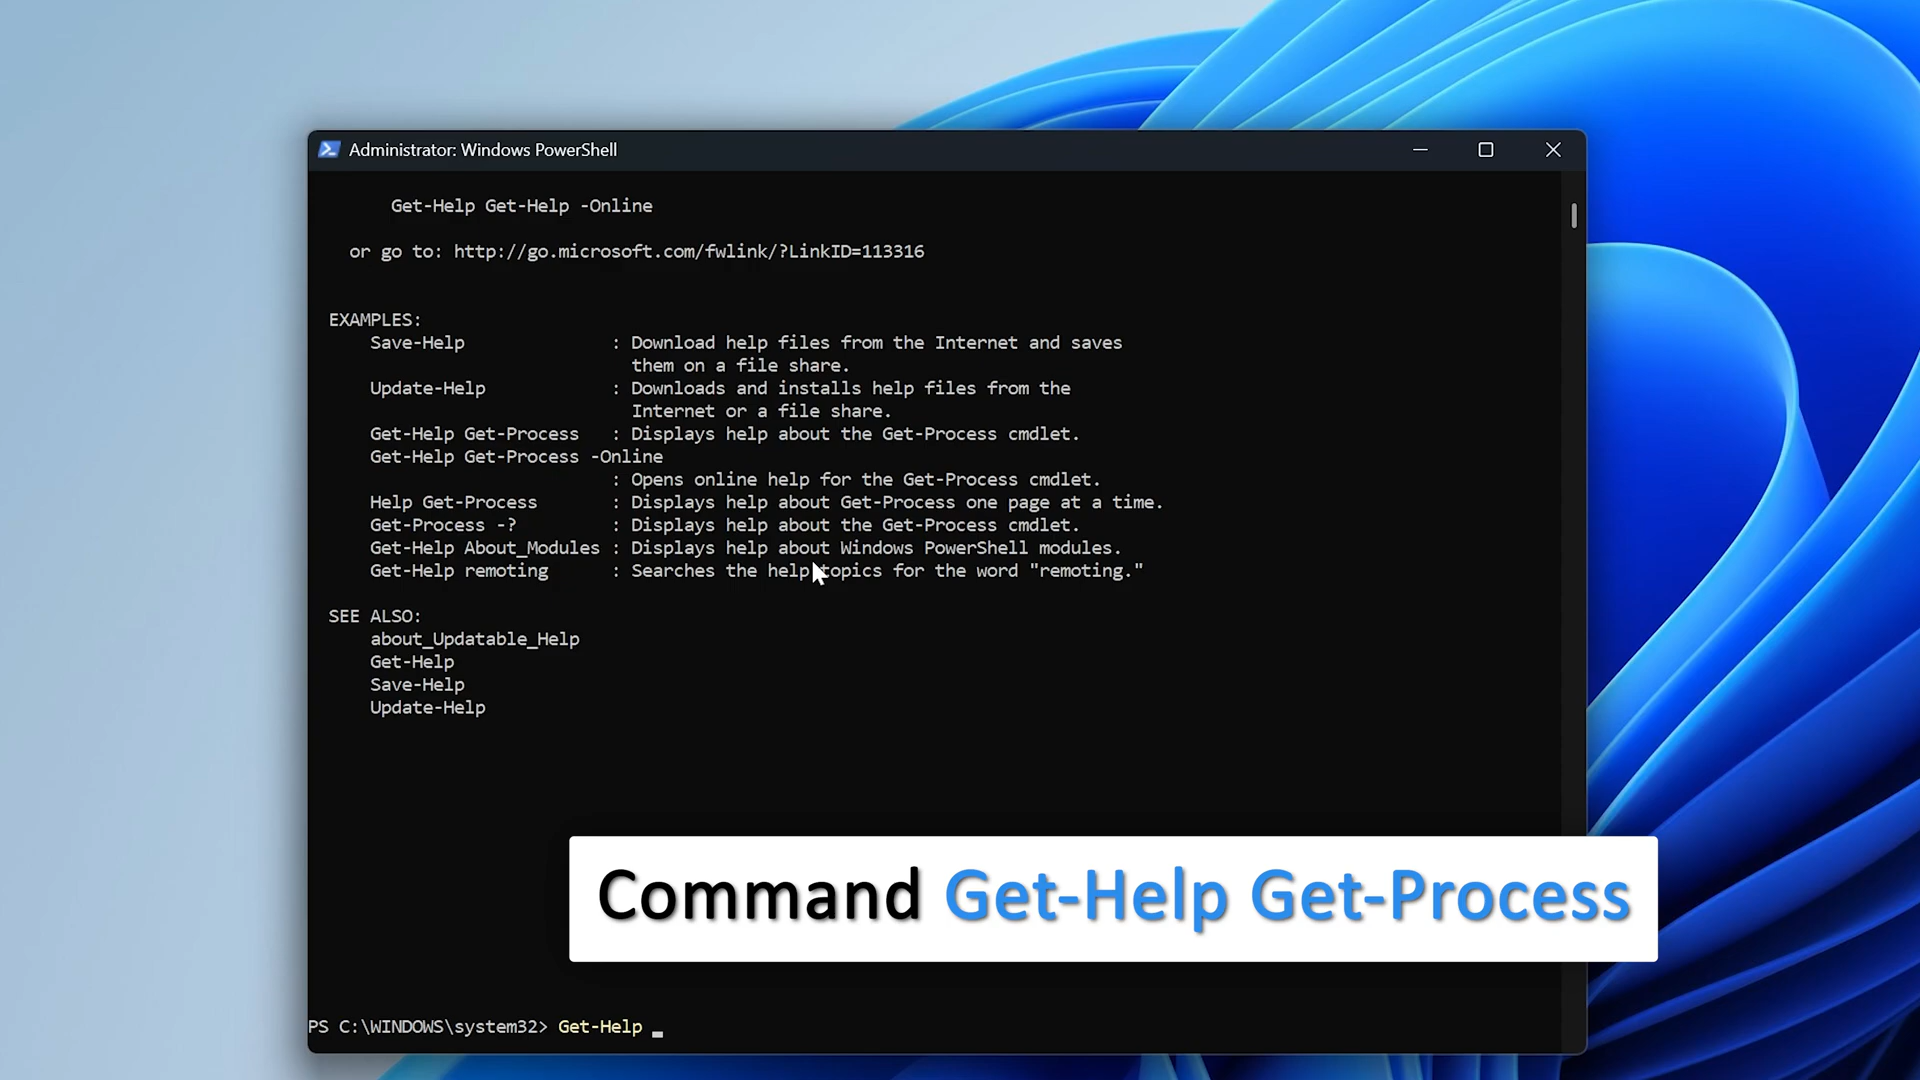 Administrator: Windows PowerShell
Get-Help Get-Help -Online
or go to: http://go.microsoft.com/fwlink/?LinkID=113316
EXAMPLES:
Save-Help : Download help files from the Internet and saves
them on a file share.
Update-Help : Downloads and installs help files from the
Internet or a file share.
Get-Help Get-Process : Displays help about the Get-Process cmdlet.
Get-Help Get-Process -Online
: Opens online help for the Get-Process cmdlet.
Help Get-Process : Displays help about Get-Process one page at a time.
Get-Process -? : Displays help about the Get-Process cmdlet.
Get-Help About_Modules : Displays help about Windows PowerShell modules.
Get-Help remoting : Searches the help topics for the word "remoting."
SEE ALSO:
about_Updatable_Help
Get-Help
Save-Help
Update-Help
Command Get-Help Get-Process
PS C:\WINDOWS\system32> Get-Help _